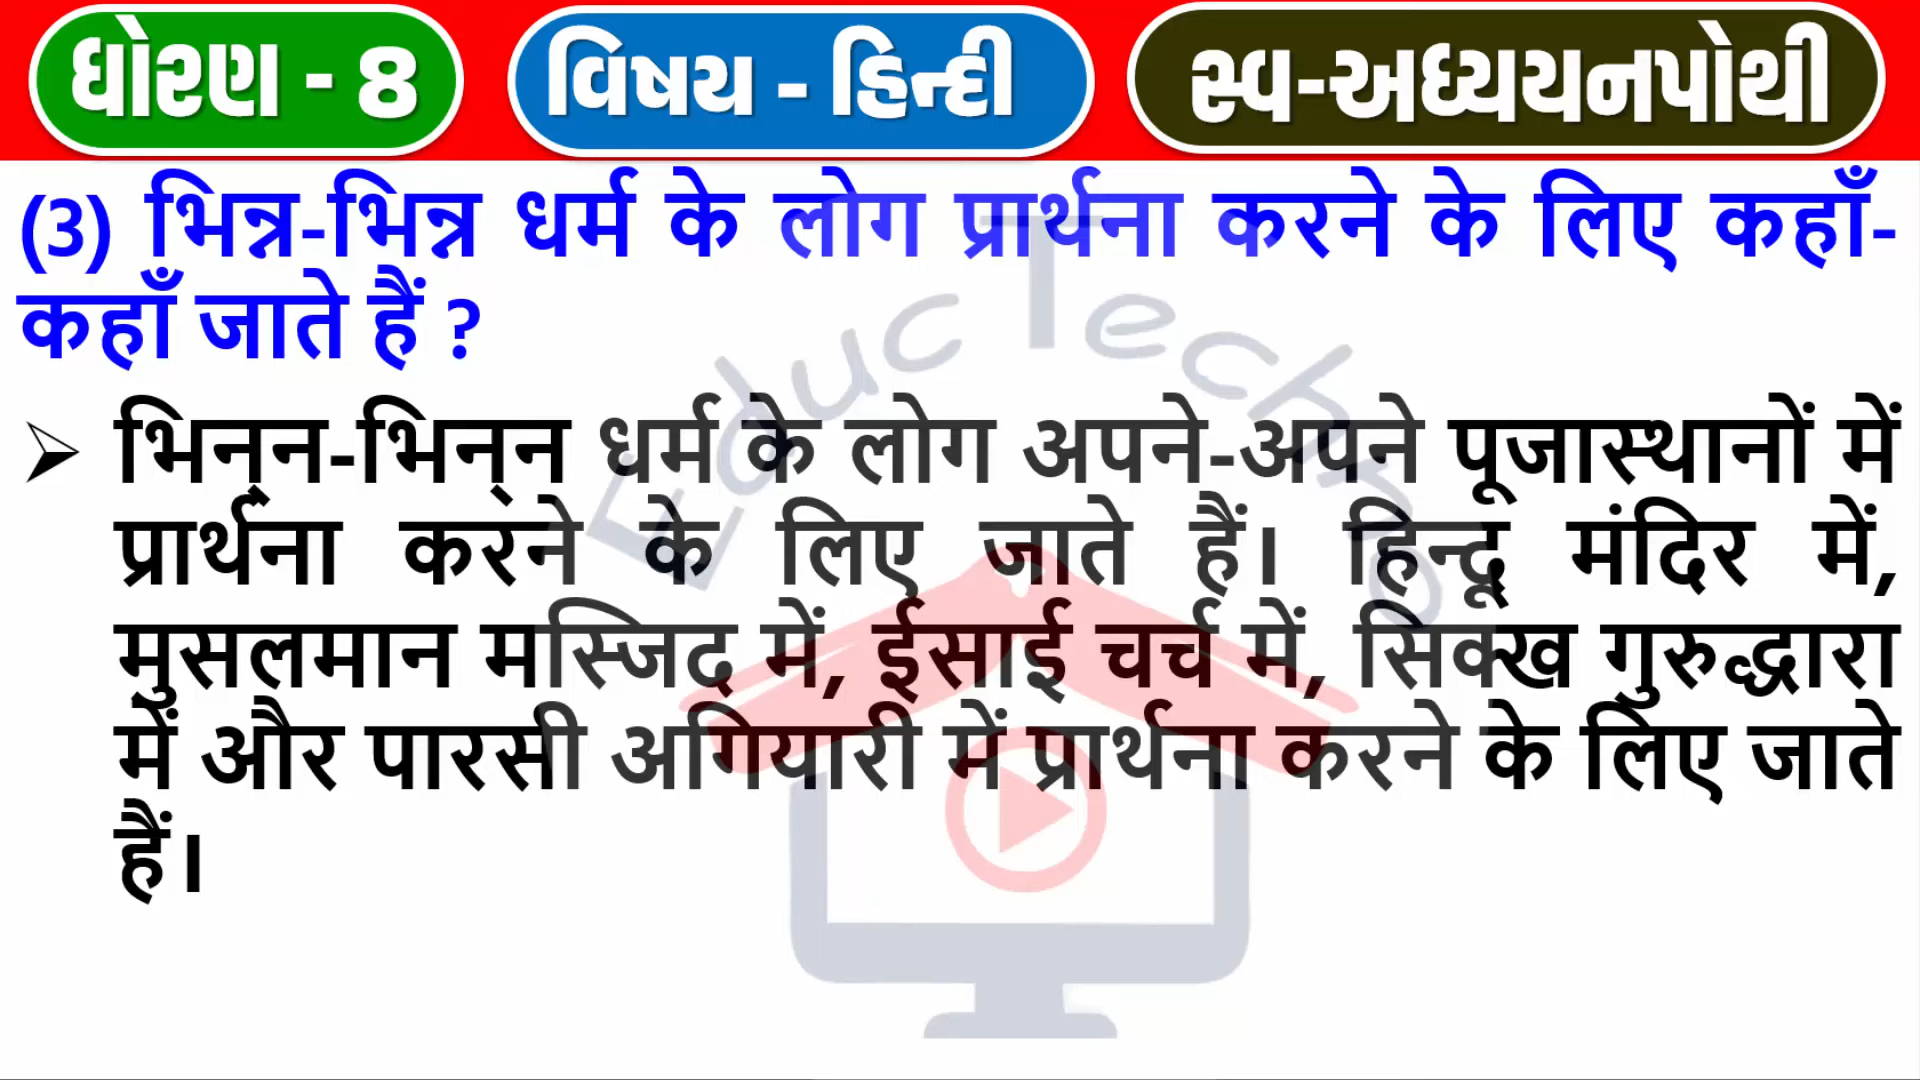 ધોરણ - 8 વિષય - હિન્દી સ્વ-અધ્યયનપોથી
(3) भिन्न-भिन्न धर्म के लोग प्रार्थना करने के लिए कहाँ-
कहाँ जाते हैं ?
➢ भिन्‌न-भिन्‌न धर्म के लोग अपने-अपने पूजास्थानों में
प्रार्थना करने के लिए जाते हैं। हिन्दू मंदिर में,
मुसलमान मस्जिद में, ईसाई चर्च में, सिक्ख गुरुद्धारा
में और पारसी अगियारी में प्रार्थना करने के लिए जाते
हैं।
EducTechno